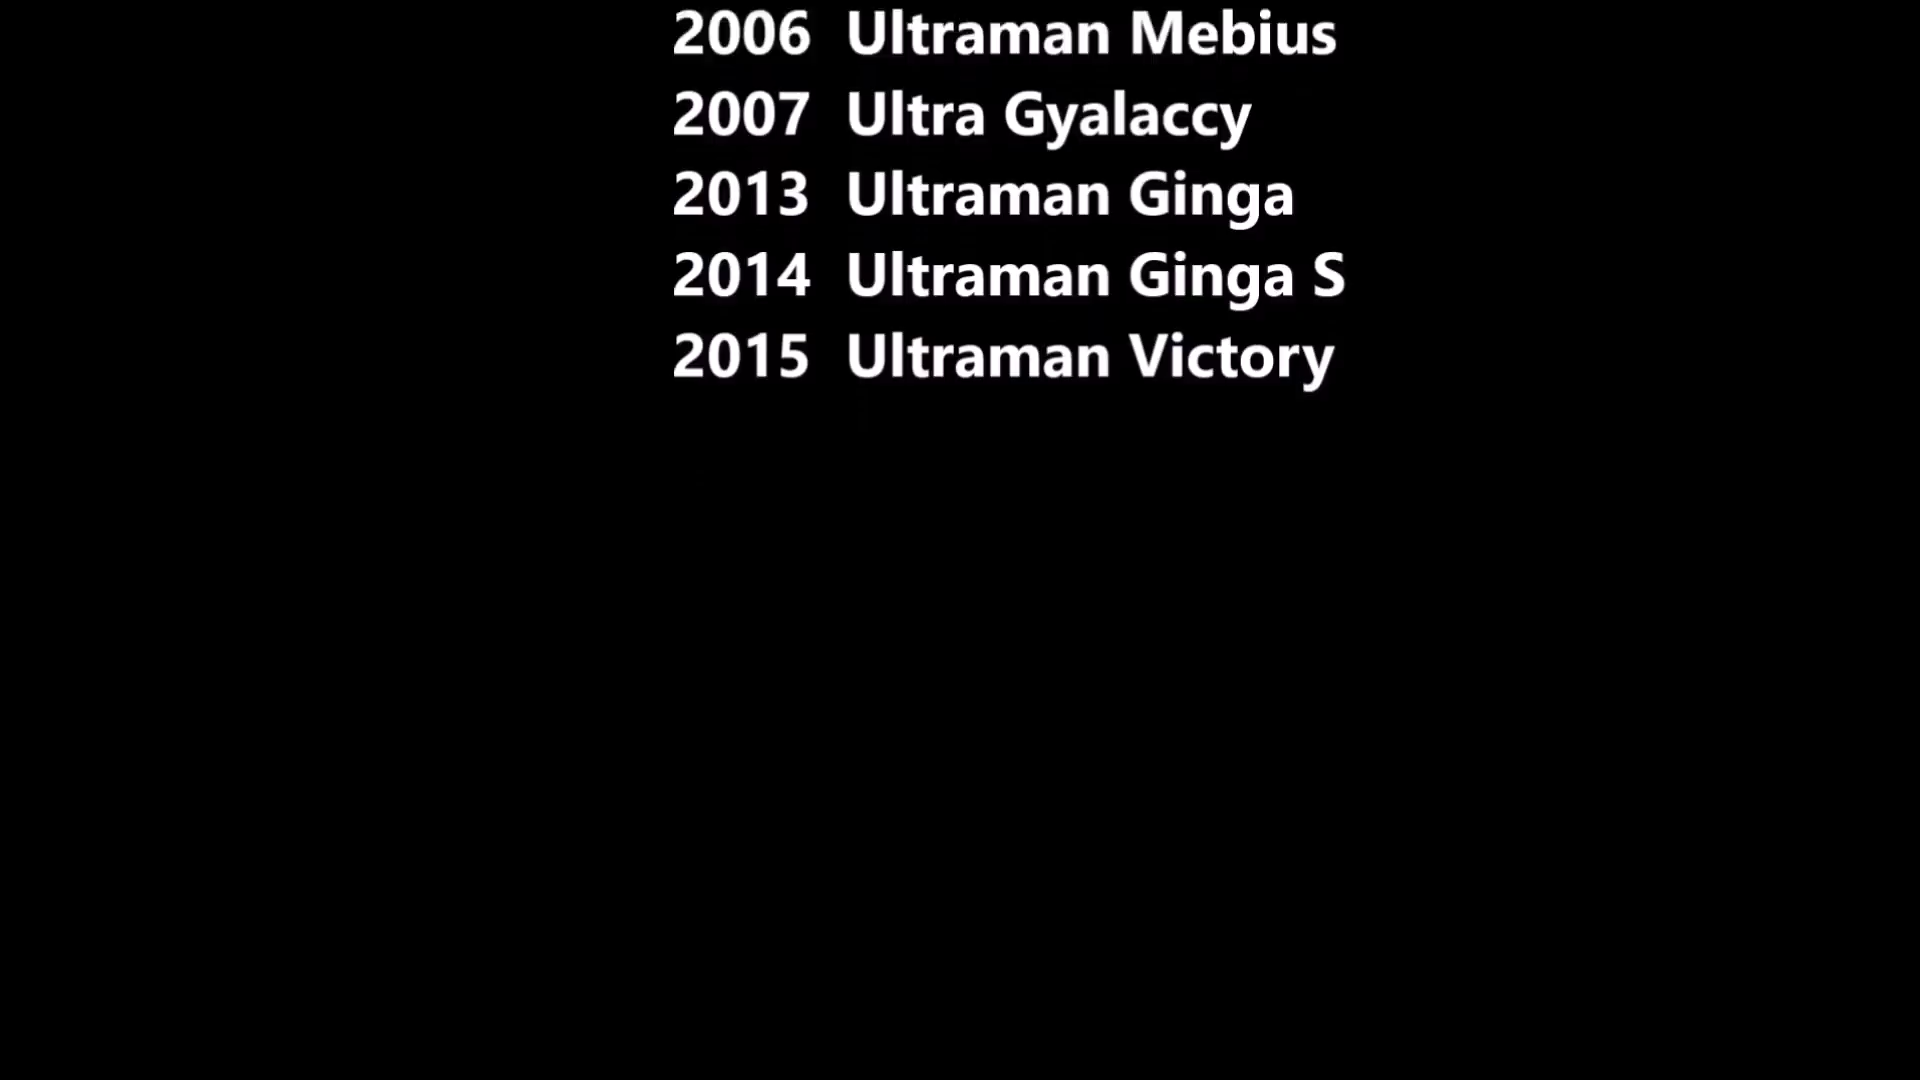 2006 Ultraman Mebius
2007 Ultra Gyalaccy
2013 Ultraman Ginga
2014 Ultraman Ginga S
2015 Ultraman Victory